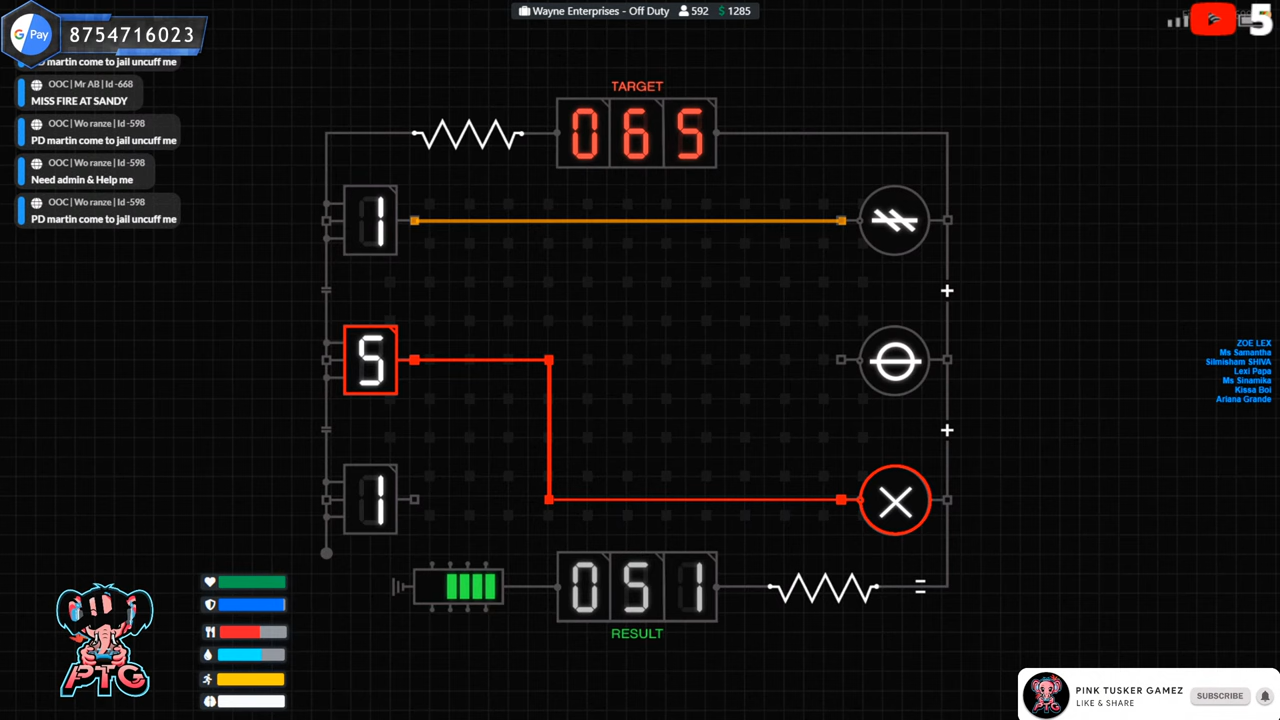 G Pay 8754716023
Wayne Enterprises - Off Duty 592 $ 1285
5
PD martin come to jail uncuff me
OOC | Mr AB | Id -668
MISS FIRE AT SANDY
OOC | Wo ranze | Id -598
PD martin come to jail uncuff me
OOC | Wo ranze | Id -598
Need admin & Help me
OOC | Wo ranze | Id -598
PD martin come to jail uncuff me
TARGET
065
1
+
5
+
1
051
=
RESULT
ZOE LEX
Ms Samantha
Silmisham SHIVA
Lexi Papa
Ms Sinamika
Kissa Boi
Ariana Grande
PTG
PINK TUSKER GAMEZ
LIKE & SHARE
SUBSCRIBE